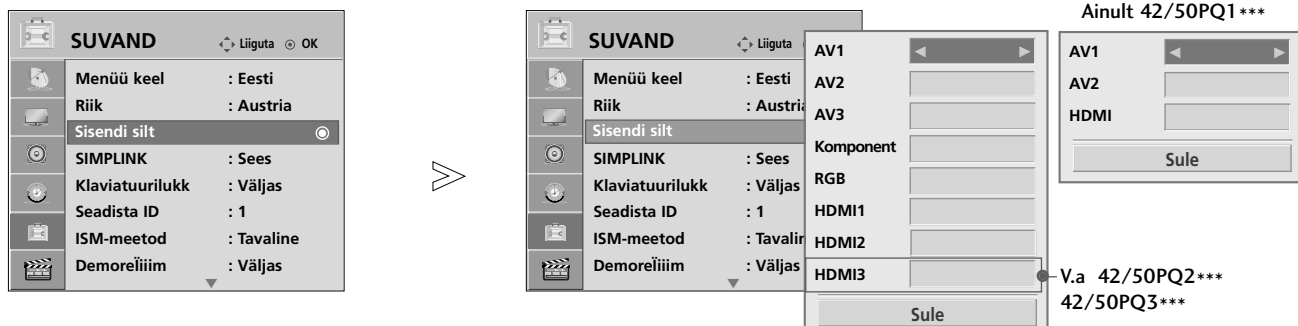 SUVAND Liiguta OK
Menüü keel : Eesti
Riik : Austria
Sisendi silt
SIMPLINK : Sees
Klaviatuurilukk : Väljas
Seadista ID : 1
ISM-meetod : Tavaline
Demoreïiiim : Väljas
SUVAND Liiguta
Menüü keel : Eesti
Riik : Austria
Sisendi silt
SIMPLINK : Sees
Klaviatuurilukk : Väljas
Seadista ID : 1
ISM-meetod : Tavalin
Demoreïiiim : Väljas
AV1
AV2
AV3
Komponent
RGB
HDMI1
HDMI2
HDMI3
Sule
Ainult 42/50PQ1***
AV1
AV2
HDMI
Sule
V.a 42/50PQ2***
42/50PQ3***